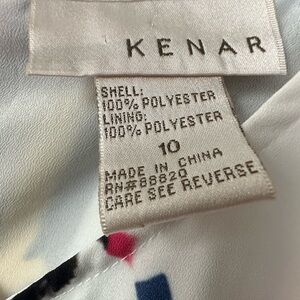 KENAR
SHELL:
100% POLYESTER
LINING:
100% POLYESTER
10
MADE IN CHINA
RN#88820
CARE SEE REVERSE